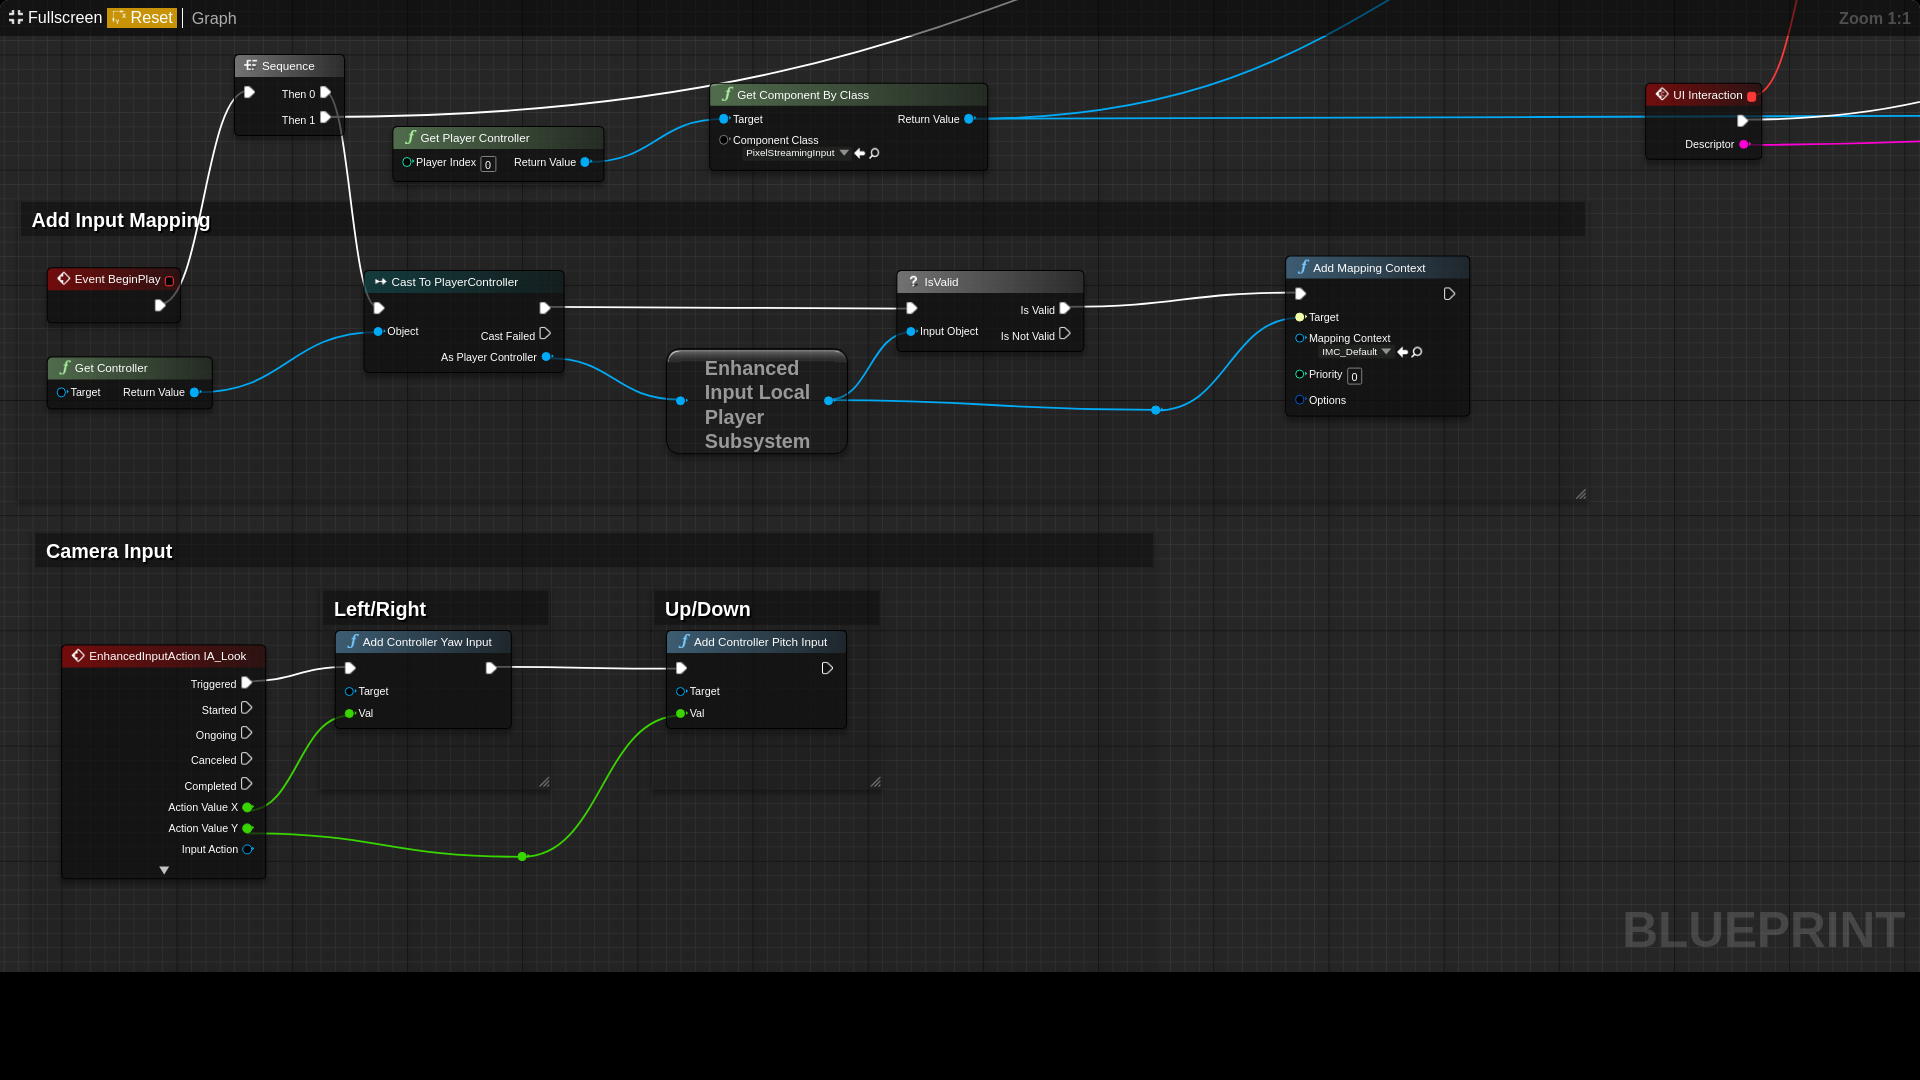 Fullscreen Reset Graph
Zoom 1:1
Sequence
Then 0
Then 1
Get Player Controller
Player Index 0 Return Value
Get Component By Class
Target Return Value
Component Class
PixelStreamingInput
UI Interaction
Descriptor
Add Input Mapping
Event BeginPlay
Get Controller
Target Return Value
Cast To PlayerController
Object
Cast Failed
As Player Controller
Enhanced
Input Local
Player
Subsystem
IsValid
Is Valid
Input Object
Is Not Valid
Add Mapping Context
Target
Mapping Context
IMC_Default
Priority 0
Options
Camera Input
Left/Right
Up/Down
EnhancedInputAction IA_Look
Triggered
Started
Ongoing
Canceled
Completed
Action Value X
Action Value Y
Input Action
Add Controller Yaw Input
Target
Val
Add Controller Pitch Input
Target
Val
BLUEPRINT